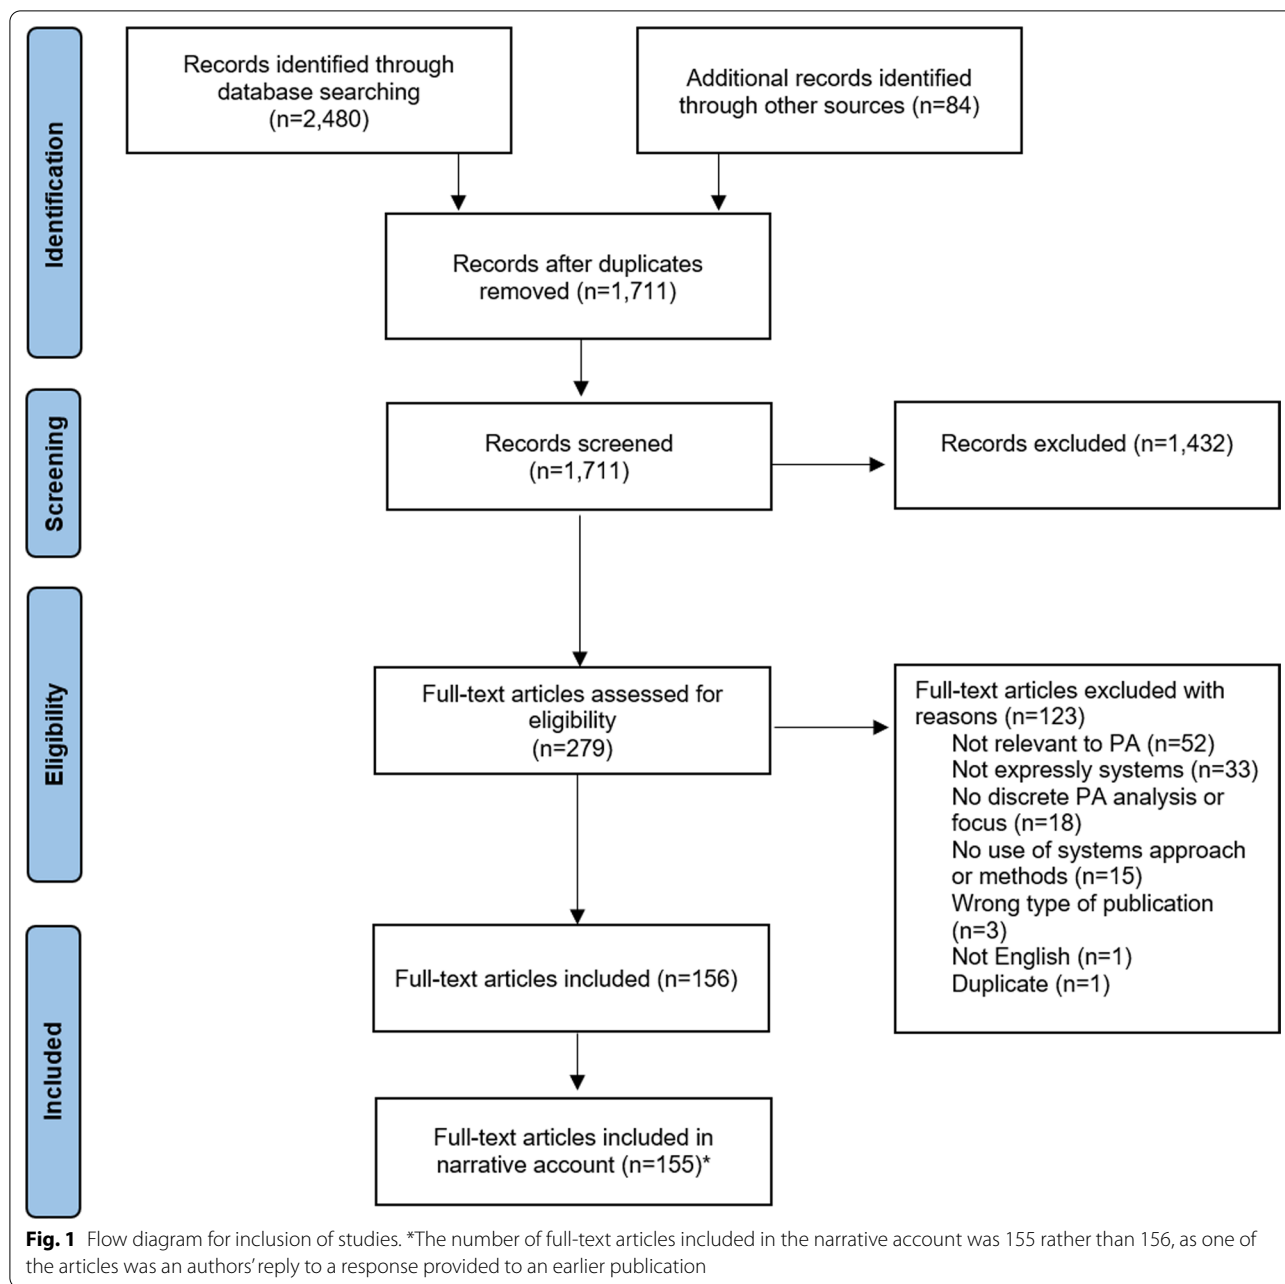 Identification
Records identified through
database searching
(n=2,480)
Additional records identified
through other sources (n=84)
Records after duplicates
removed (n=1,711)
Screening
Records screened
(n=1,711)
Records excluded (n=1,432)
Eligibility
Full-text articles assessed for
eligibility
(n=279)
Full-text articles excluded with
reasons (n=123)
Not relevant to PA (n=52)
Not expressly systems (n=33)
No discrete PA analysis or
focus (n=18)
No use of systems approach
or methods (n=15)
Wrong type of publication
(n=3)
Not English (n=1)
Duplicate (n=1)
Included
Full-text articles included (n=156)
Full-text articles included in
narrative account (n=155)*
Fig. 1 Flow diagram for inclusion of studies. *The number of full-text articles included in the narrative account was 155 rather than 156, as one of
the articles was an authors’ reply to a response provided to an earlier publication